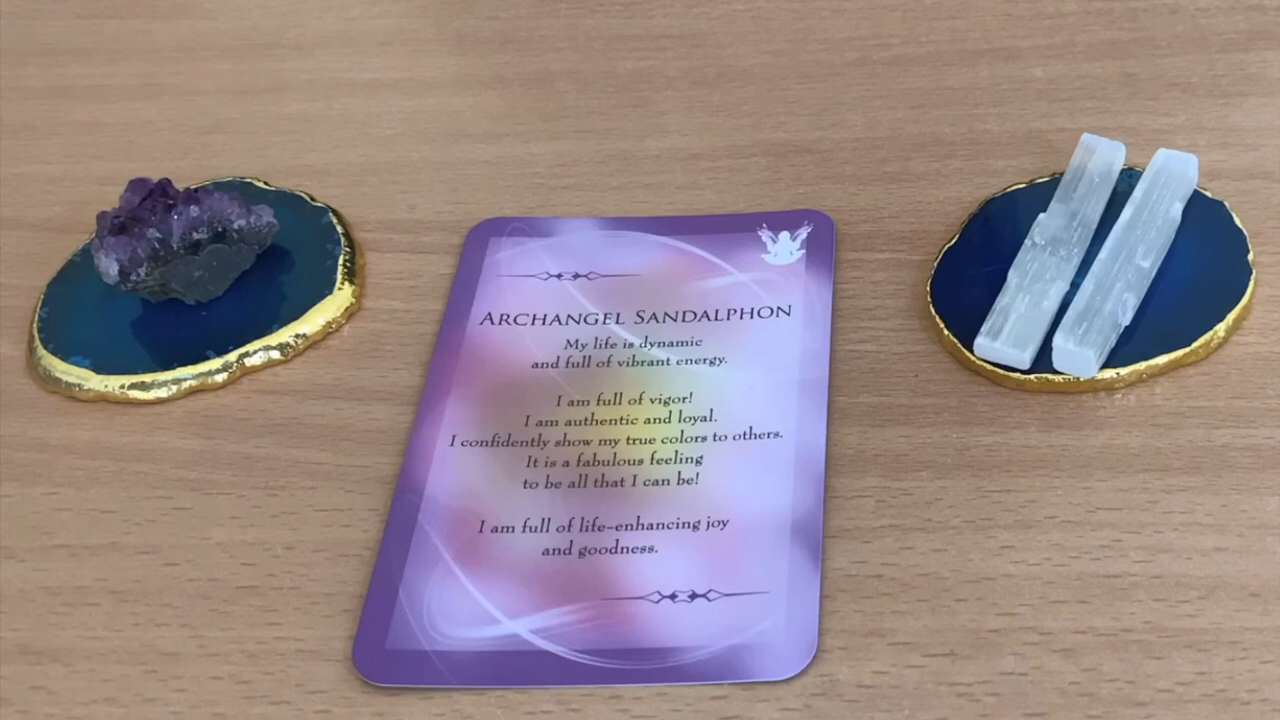 Archangel Sandalphon
My life is dynamic
and full of vibrant energy.
I am full of vigor!
I am authentic and loyal.
I confidently show my true colors to others.
It is a fabulous feeling
to be all that I can be!
I am full of life-enhancing joy
and goodness.